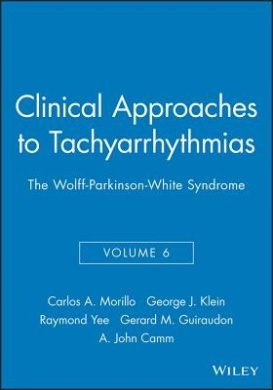 Clinical Approaches
to Tachyarrhythmias
The Wolff-Parkinson-White Syndrome
VOLUME 6
Carlos A. Morillo George J. Klein
Raymond Yee Gerard M. Guiraudon
A. John Camm
WILEY